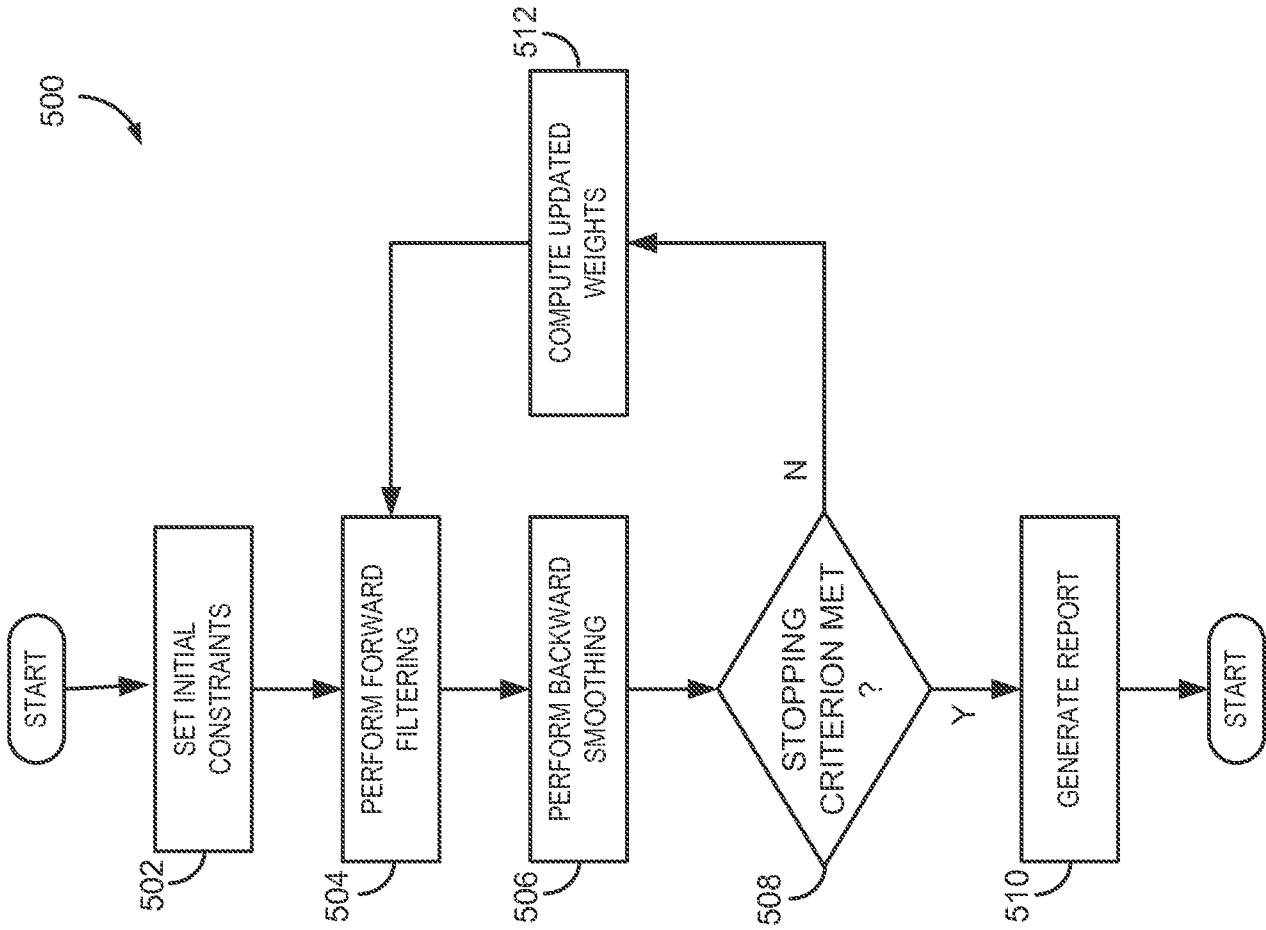 500
START
502
SET INITIAL
CONSTRAINTS
504
PERFORM FORWARD
FILTERING
506
PERFORM BACKWARD
SMOOTHING
508
STOPPING
CRITERION MET
?
N
512
COMPUTE UPDATED
WEIGHTS
Y
510
GENERATE REPORT
START